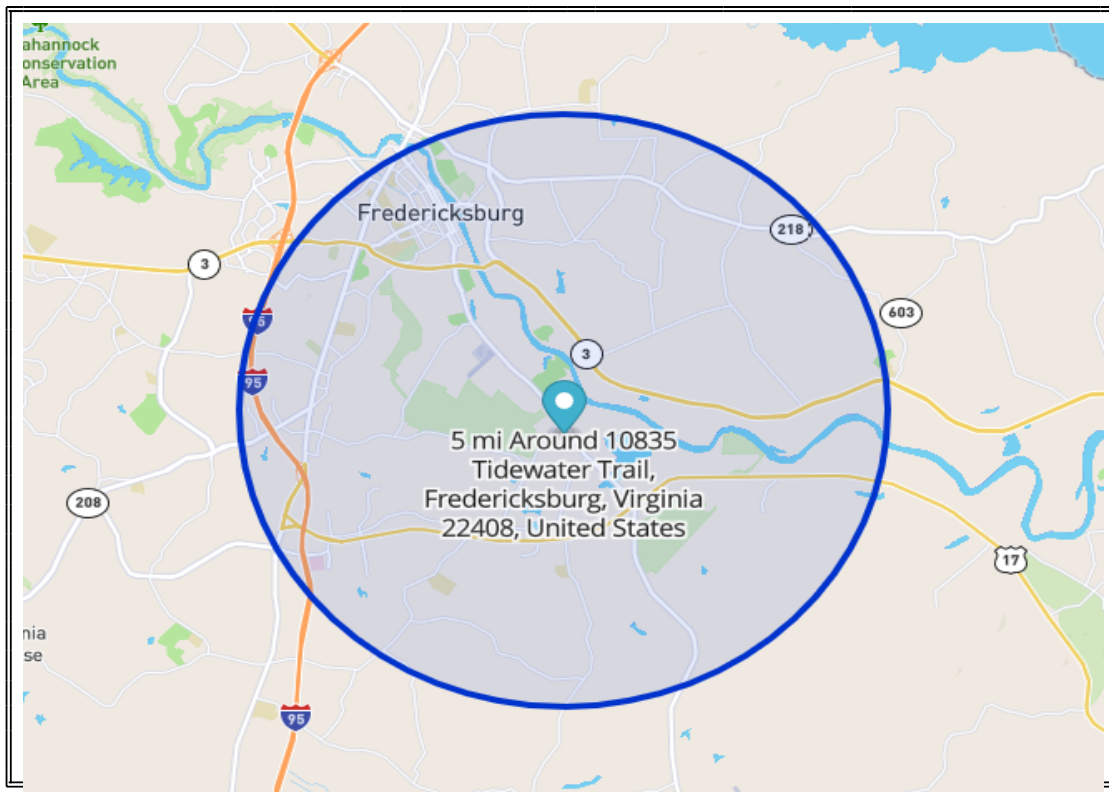 ahannock
onservation
Area
Fredericksburg
218
3
603
95
3
95
5 mi Around 10835
Tidewater Trail,
Fredericksburg, Virginia
22408, United States
208
17
nia
se
95